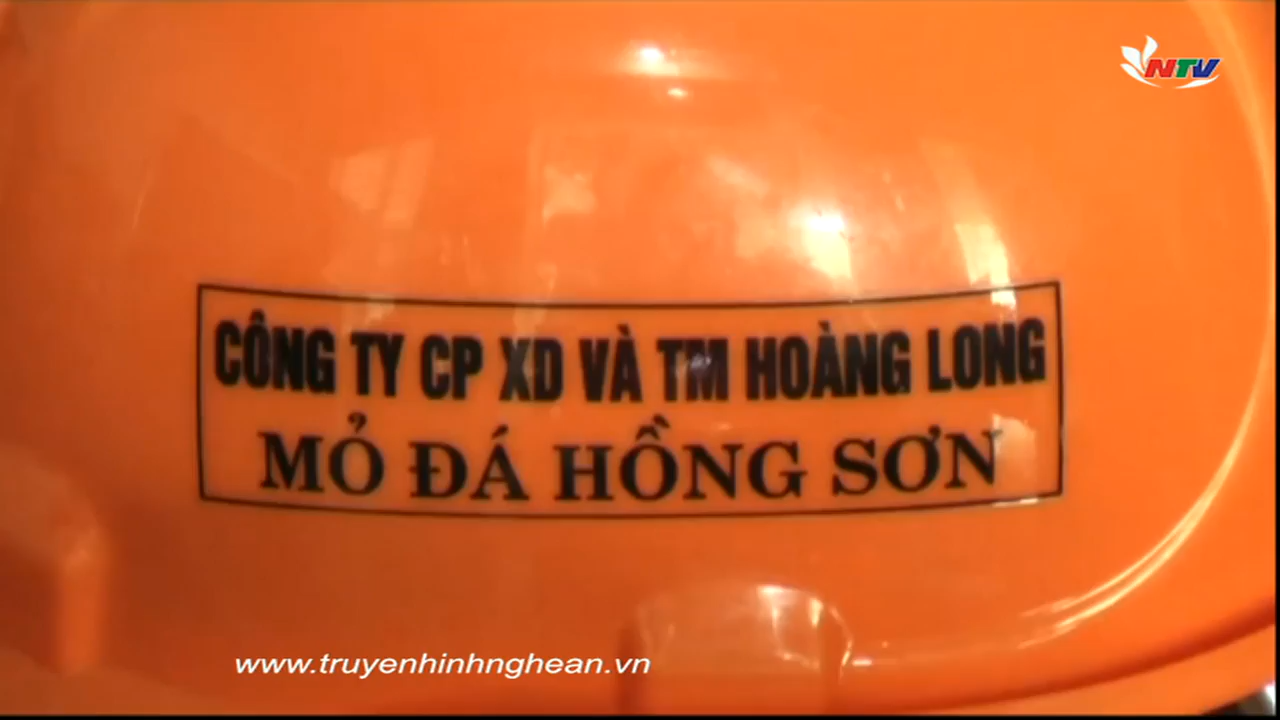 NTV
CÔNG TY CP XD VÀ TM HOÀNG LONG
MỎ ĐÁ HỒNG SƠN
www.truyenhinhnghean.vn